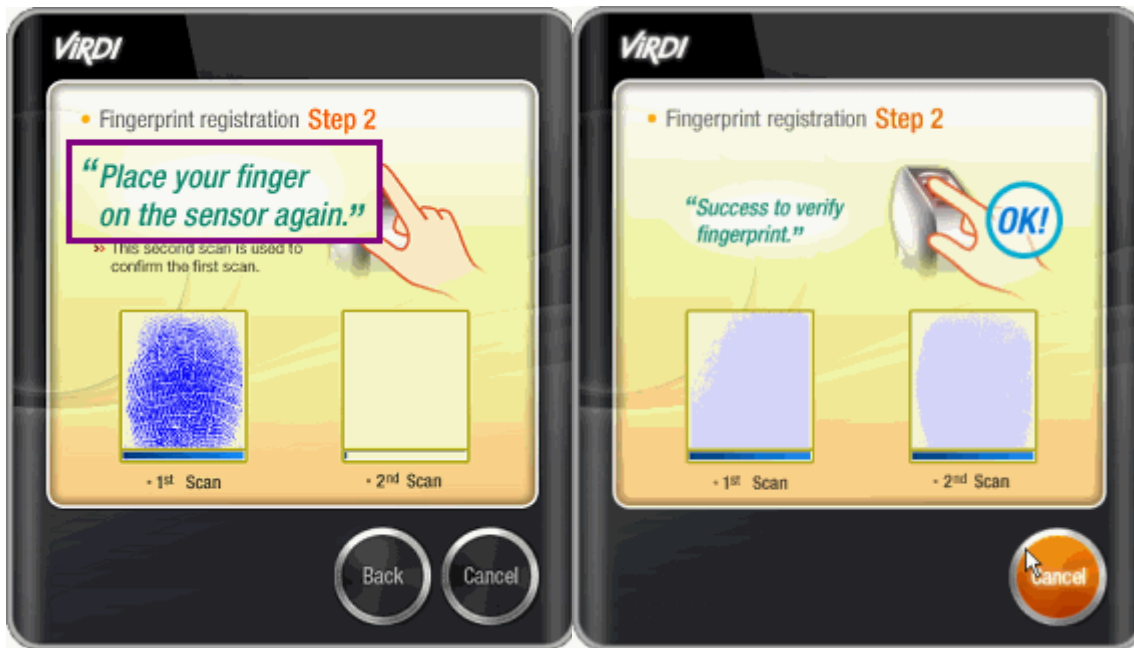 ViRDI
• Fingerprint registration Step 2
“Place your finger
on the sensor again.”
» This second scan is used to
confirm the first scan.
• 1st Scan
• 2nd Scan
Back
Cancel
ViRDI
• Fingerprint registration Step 2
“Success to verify
fingerprint.”
OK!
• 1st Scan
• 2nd Scan
Cancel